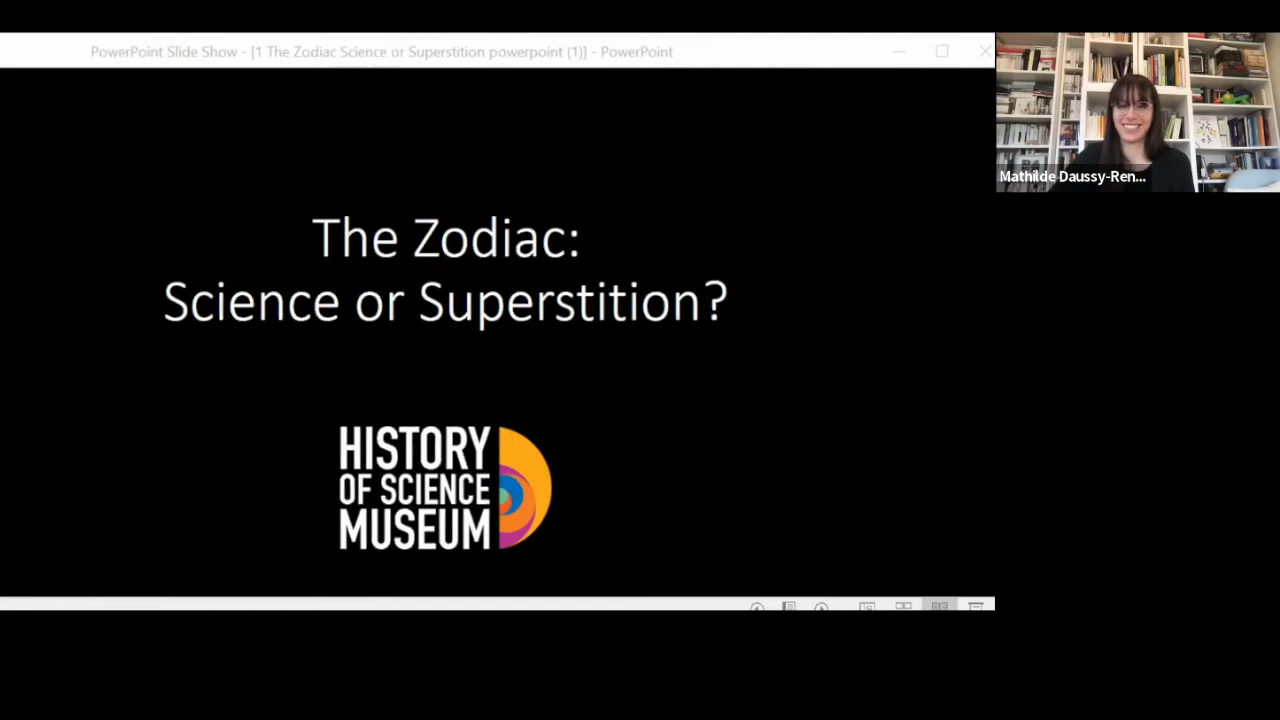 PowerPoint Slide Show - [1 The Zodiac Science or Superstition powerpoint (1)] - PowerPoint
Mathilde Daussy-Ren...
The Zodiac:
Science or Superstition?
HISTORY
OF SCIENCE
MUSEUM